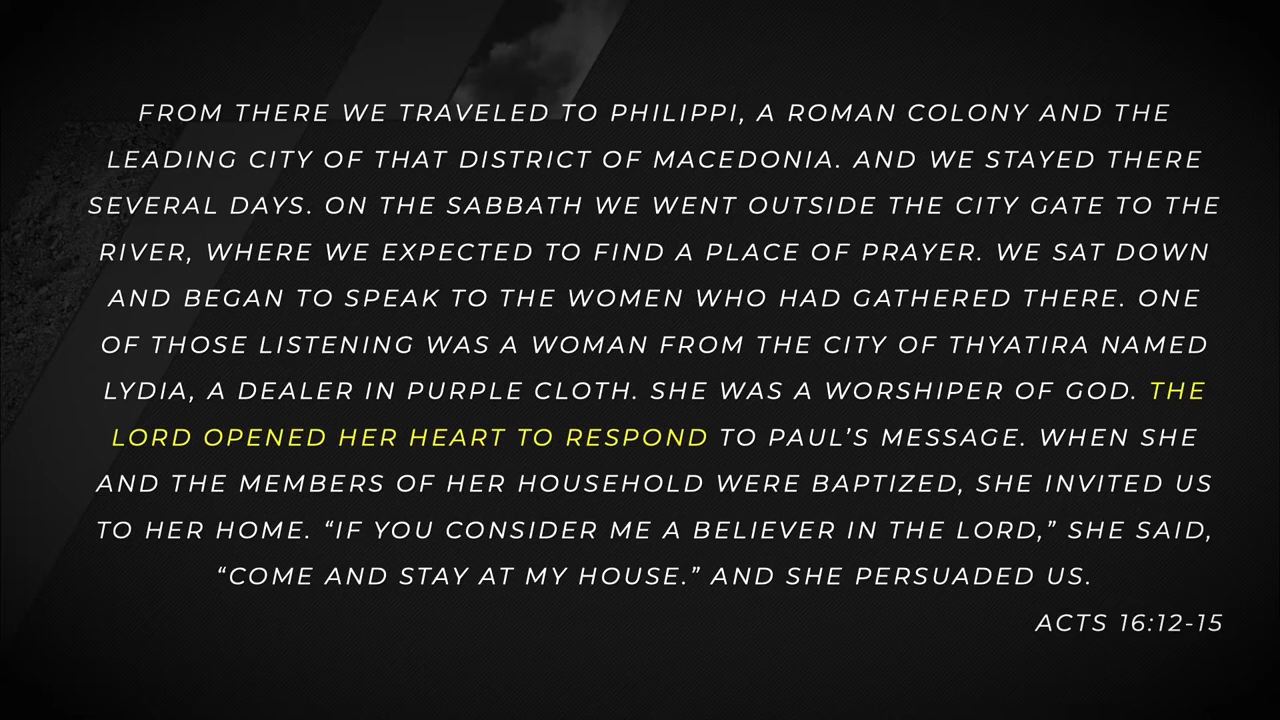 FROM THERE WE TRAVELED TO PHILIPPI, A ROMAN COLONY AND THE
LEADING CITY OF THAT DISTRICT OF MACEDONIA. AND WE STAYED THERE
SEVERAL DAYS. ON THE SABBATH WE WENT OUTSIDE THE CITY GATE TO THE
RIVER, WHERE WE EXPECTED TO FIND A PLACE OF PRAYER. WE SAT DOWN
AND BEGAN TO SPEAK TO THE WOMEN WHO HAD GATHERED THERE. ONE
OF THOSE LISTENING WAS A WOMAN FROM THE CITY OF THYATIRA NAMED
LYDIA, A DEALER IN PURPLE CLOTH. SHE WAS A WORSHIPER OF GOD. THE
LORD OPENED HER HEART TO RESPOND TO PAUL’S MESSAGE. WHEN SHE
AND THE MEMBERS OF HER HOUSEHOLD WERE BAPTIZED, SHE INVITED US
TO HER HOME. “IF YOU CONSIDER ME A BELIEVER IN THE LORD,” SHE SAID,
“COME AND STAY AT MY HOUSE.” AND SHE PERSUADED US.
ACTS 16:12-15